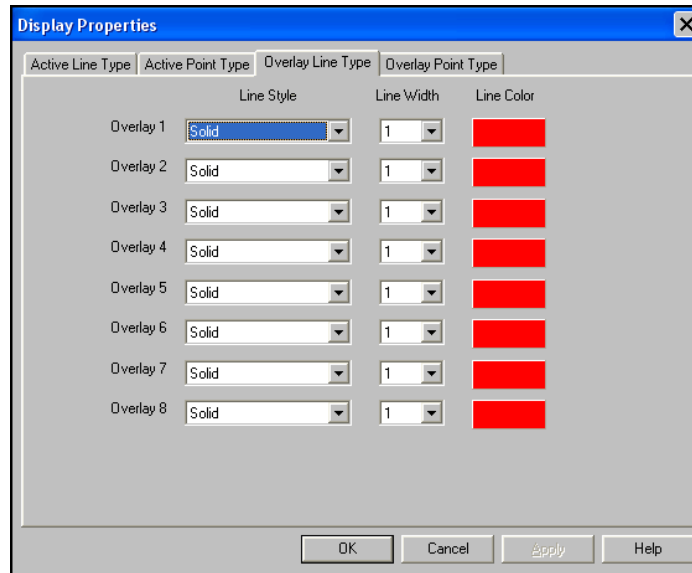 Display Properties
Active Line Type Active Point Type Overlay Line Type Overlay Point Type
Line Style Line Width Line Color
Overlay 1 Solid 1
Overlay 2 Solid 1
Overlay 3 Solid 1
Overlay 4 Solid 1
Overlay 5 Solid 1
Overlay 6 Solid 1
Overlay 7 Solid 1
Overlay 8 Solid 1
OK Cancel Apply Help